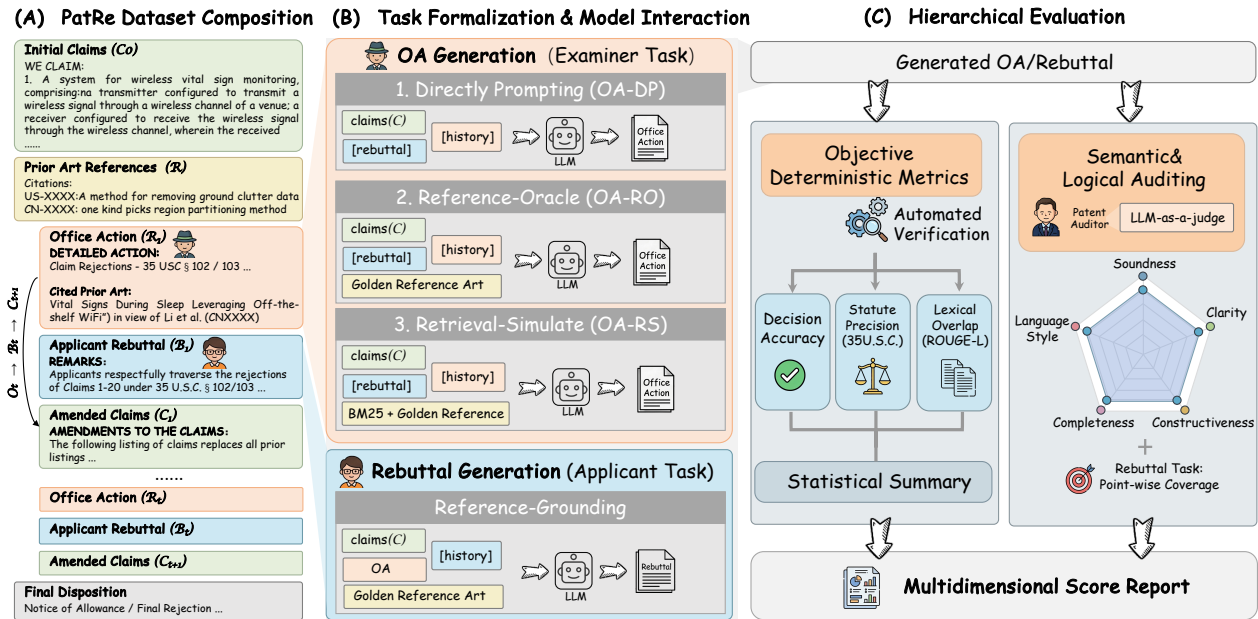 (A) PatRe Dataset Composition
Initial Claims (C0)
WE CLAIM:
1. A system for wireless vital sign monitoring,
comprising:na transmitter configured to transmit a
wireless signal through a wireless channel of a venue; a
receiver configured to receive the wireless signal
through the wireless channel, wherein the received
......
Prior Art References (R)
Citations:
US-XXXX:A method for removing ground clutter data
CN-XXXX: one kind picks region partitioning method
Office Action (R1)
DETAILED ACTION:
Claim Rejections - 35 USC § 102 / 103 ...
Cited Prior Art:
Vital Signs During Sleep Leveraging Off-the-
shelf WiFi") in view of Li et al. (CNXXXX)
Applicant Rebuttal (B1)
REMARKS:
Applicants respectfully traverse the rejections
of Claims 1-20 under 35 U.S.C. § 102/103 ...
Amended Claims (C1)
AMENDMENTS TO THE CLAIMS:
The following listing of claims replaces all prior
listings ...
......
Office Action (Rt)
Applicant Rebuttal (Bt)
Amended Claims (Ct+1)
Final Disposition
Notice of Allowance / Final Rejection ...
Ot → Bt → Ct+1
(B) Task Formalization & Model Interaction
OA Generation (Examiner Task)
1. Directly Prompting (OA-DP)
claims(C)
[rebuttal]
[history]
LLM
Office
Action
2. Reference-Oracle (OA-RO)
claims(C)
[rebuttal]
[history]
Golden Reference Art
LLM
Office
Action
3. Retrieval-Simulate (OA-RS)
claims(C)
[rebuttal]
[history]
BM25 + Golden Reference
LLM
Office
Action
Rebuttal Generation (Applicant Task)
Reference-Grounding
claims(C)
OA
[history]
Golden Reference Art
LLM
Rebuttal
(C) Hierarchical Evaluation
Generated OA/Rebuttal
Objective
Deterministic Metrics
Automated
Verification
Decision
Accuracy
Statute
Precision
(35U.S.C.)
Lexical
Overlap
(ROUGE-L)
Statistical Summary
Semantic&
Logical Auditing
Patent
Auditor
LLM-as-a-judge
Soundness
Clarity
Language
Style
Completeness
Constructiveness
+
Rebuttal Task:
Point-wise Coverage
Multidimensional Score Report